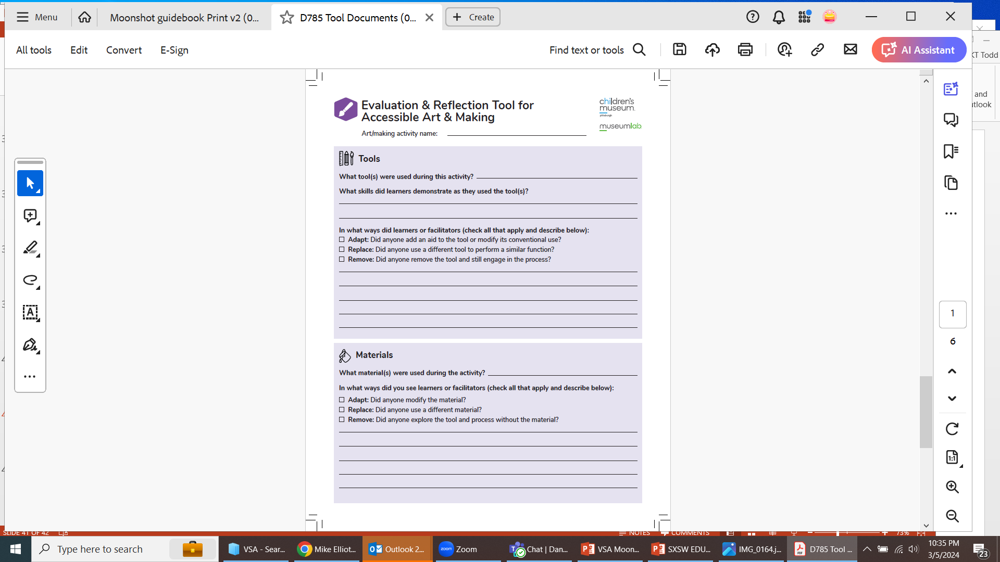 Menu
Moonshot guidebook Print v2 (0...
D785 Tool Documents (0...
Create
All tools
Edit
Convert
E-Sign
Find text or tools
AI Assistant
KT Todd
and
Evaluation & Reflection Tool for
Accessible Art & Making
Art/making activity name:
children's
museum.
pittsburgh
museumlab
Tools
What tool(s) were used during this activity?
What skills did learners demonstrate as they used the tool(s)?
In what ways did learners or facilitators (check all that apply and describe below):
Adapt: Did anyone add an aid to the tool or modify its conventional use?
Replace: Did anyone use a different tool to perform a similar function?
Remove: Did anyone remove the tool and still engage in the process?
Materials
What material(s) were used during the activity?
In what ways did you see learners or facilitators (check all that apply and describe below):
Adapt: Did anyone modify the material?
Replace: Did anyone use a different material?
Remove: Did anyone explore the tool and process without the material?
1
6
1:1
SLIDE 41 OF 42
NOTES
COMMENTS
73%
Type here to search
VSA - Sear...
Mike Elliot...
Outlook 2...
zoom
Zoom
Chat | Dan...
VSA Moon...
SXSW EDU...
IMG_0164.j...
D785 Tool ...
10:35 PM
3/5/2024
23